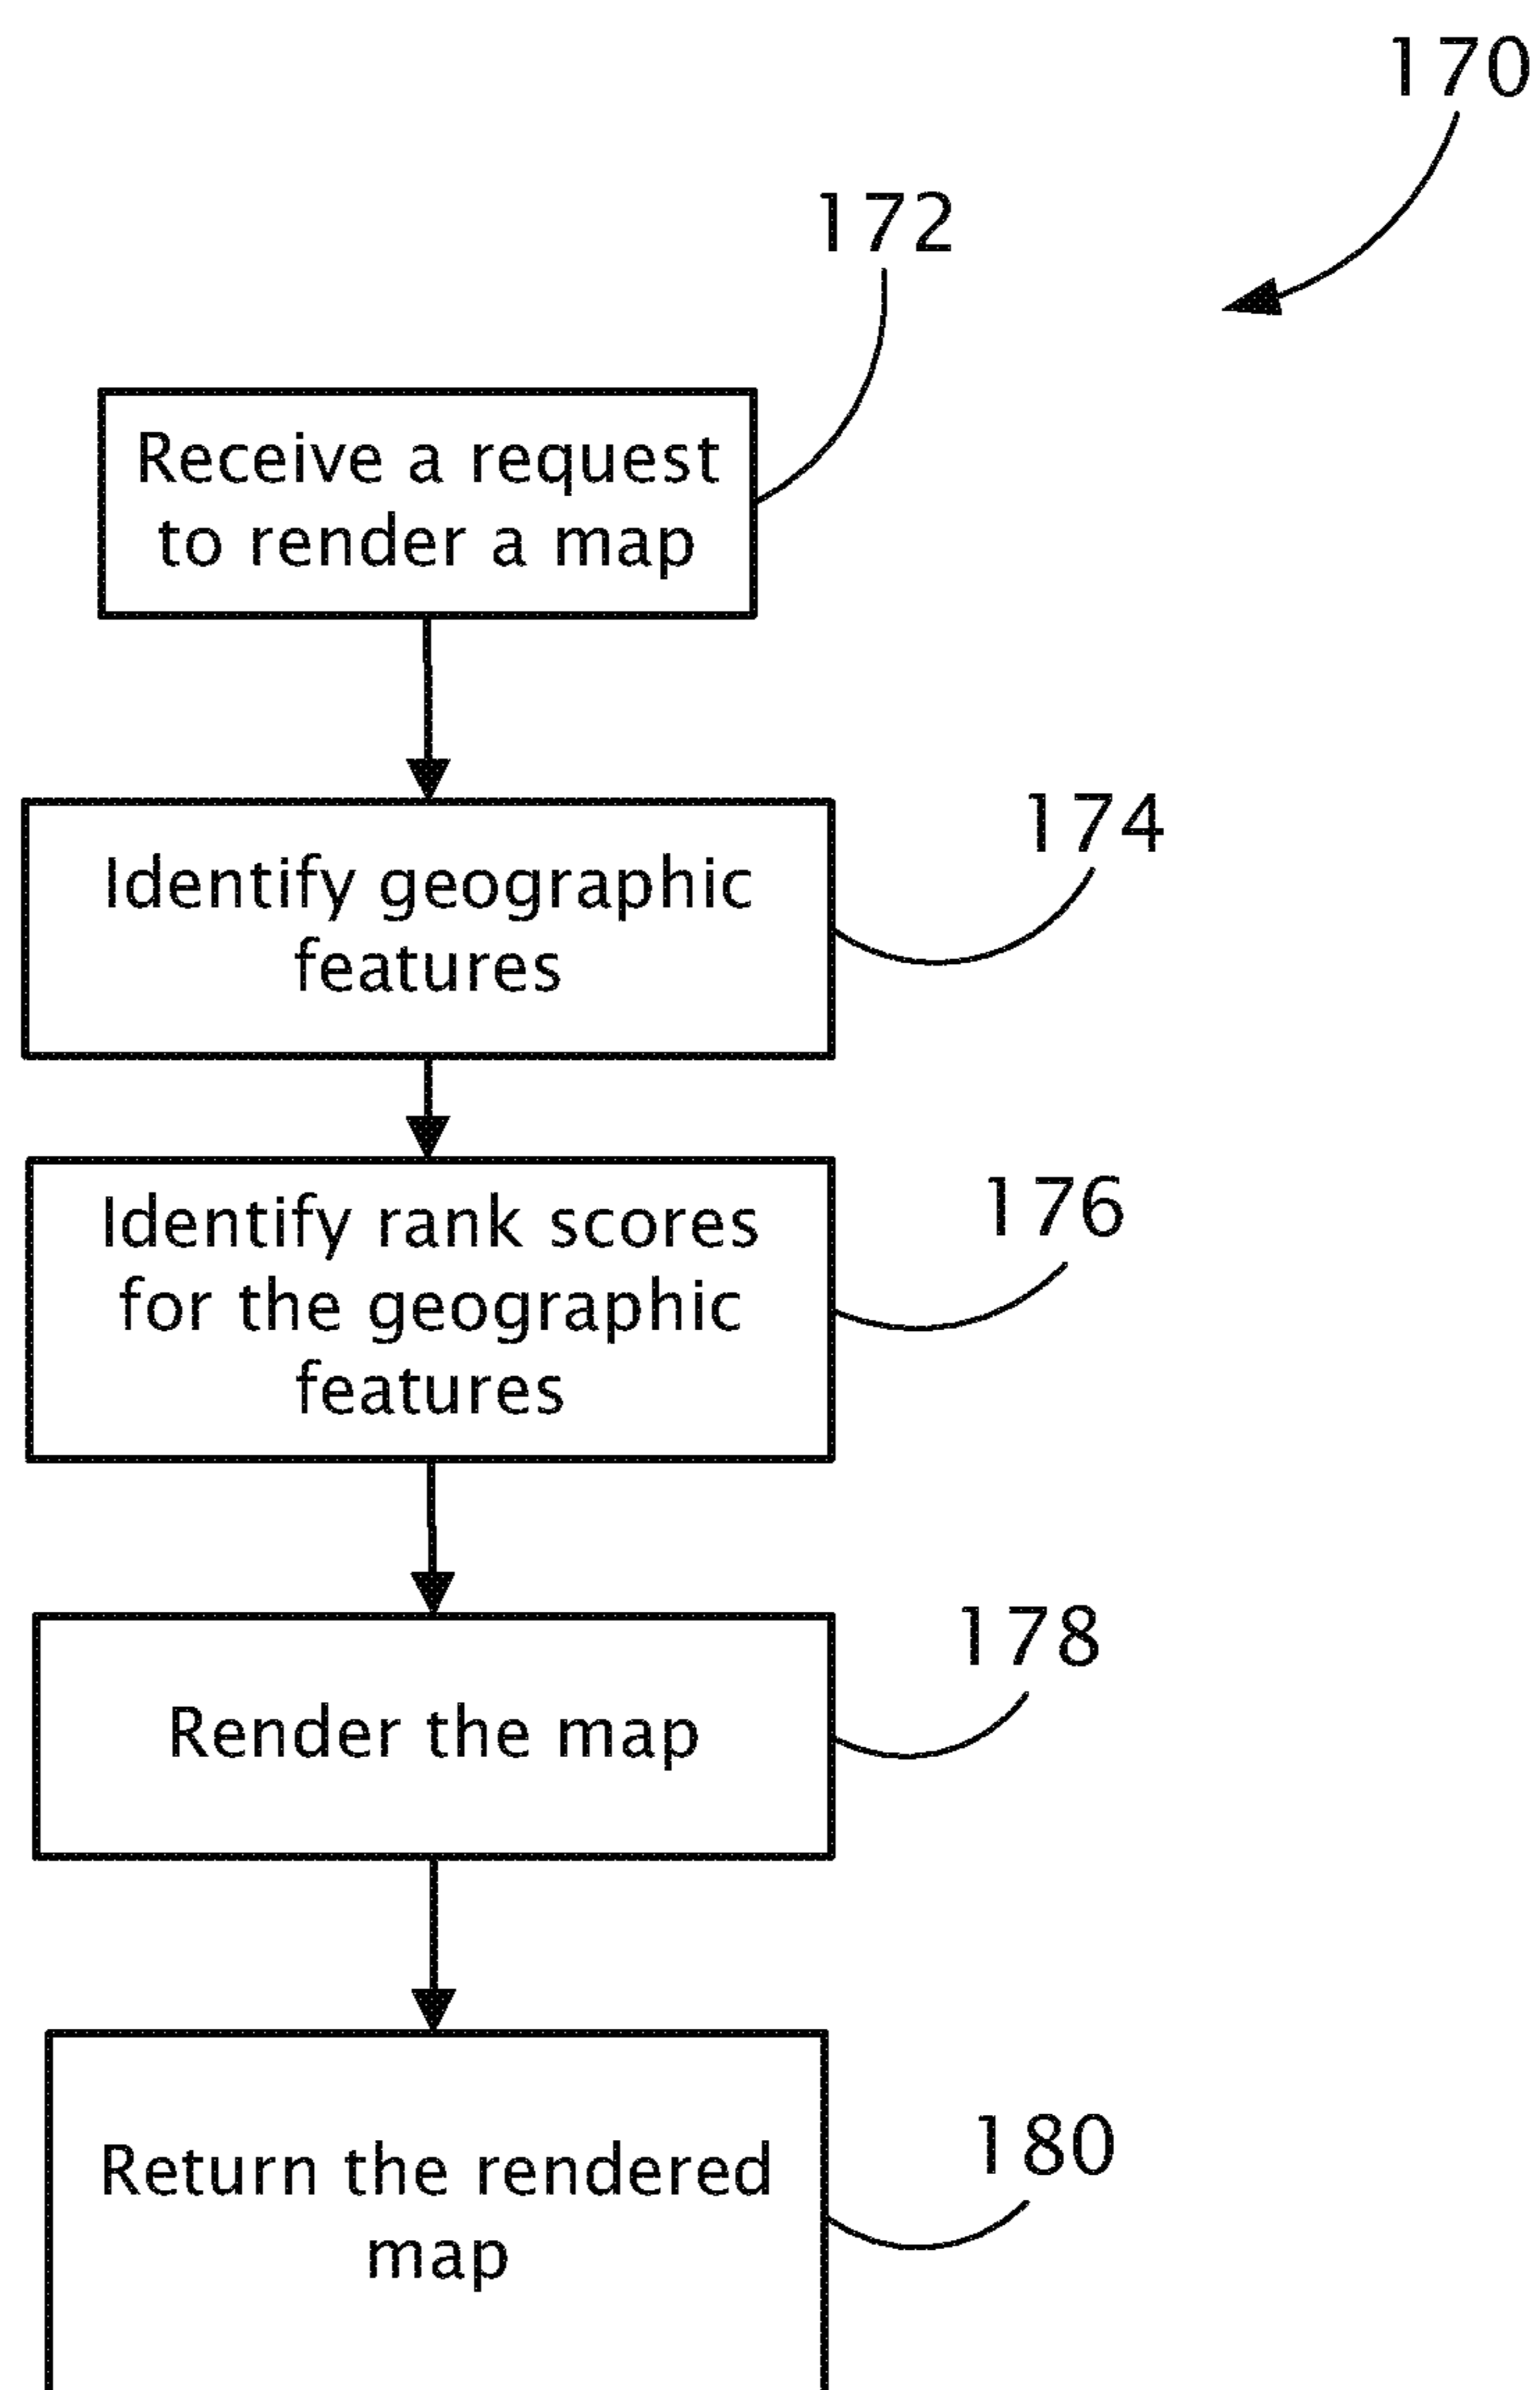 170
172
Receive a request
to render a map
174
Identify geographic
features
176
Identify rank scores
for the geographic
features
178
Render the map
180
Return the rendered
map